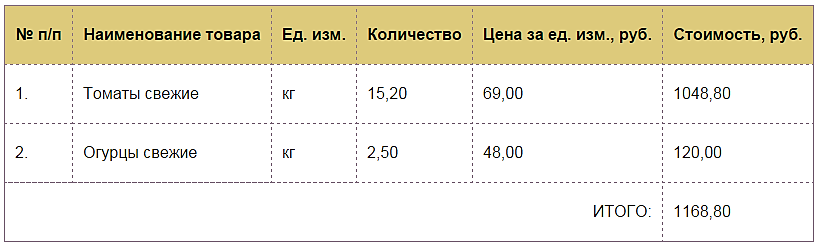 № п/п Наименование товара Ед. изм. Количество Цена за ед. изм., руб. Стоимость, руб.
1. Томаты свежие кг 15,20 69,00 1048,80
2. Огурцы свежие кг 2,50 48,00 120,00
ИТОГО: 1168,80